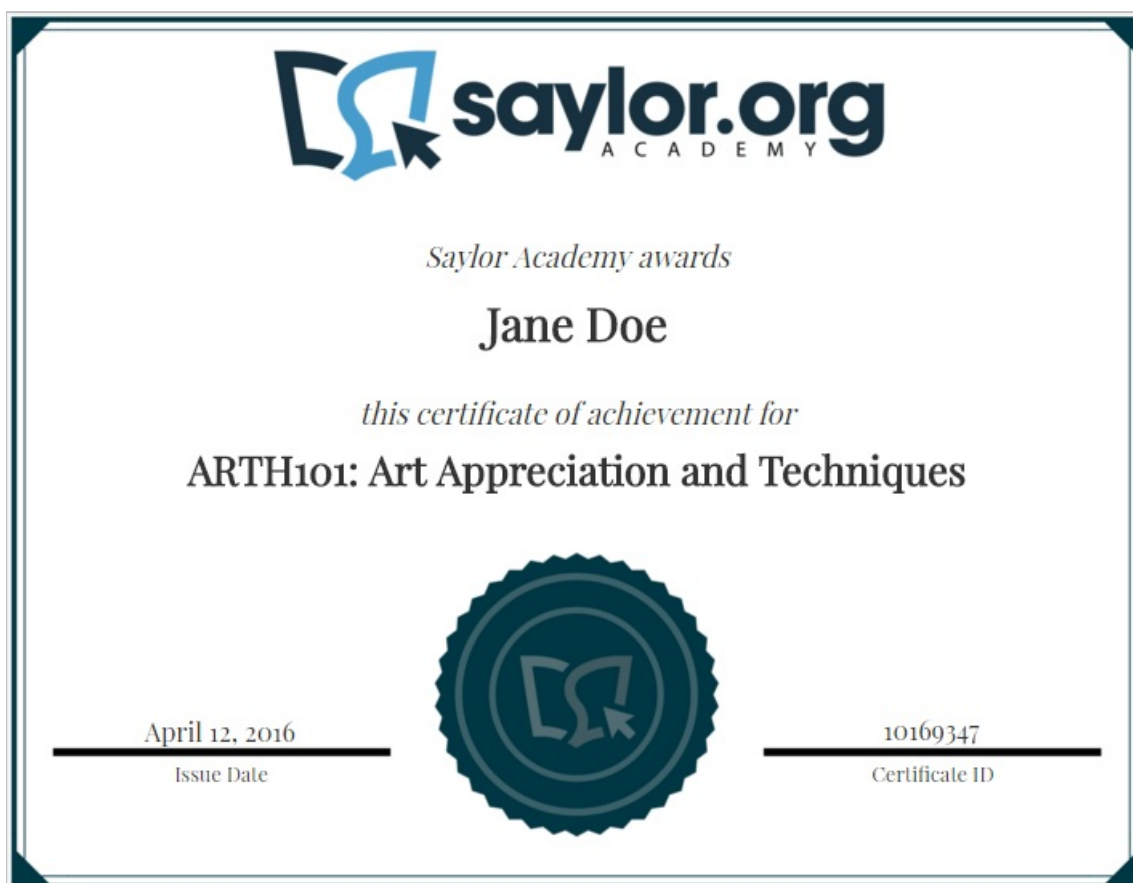 saylor.org
ACADEMY
Saylor Academy awards
Jane Doe
this certificate of achievement for
ARTH101: Art Appreciation and Techniques
April 12, 2016
Issue Date
10169347
Certificate ID